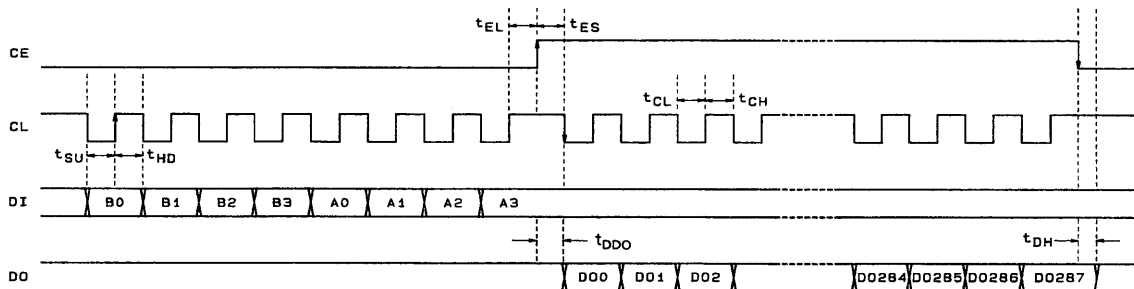 tEL tES
CE
tCL tCH
CL
tSU tHD
DI B0 B1 B2 B3 A0 A1 A2 A3
tDDO tDH
DO DO0 DO1 DO2 DO284 DO285 DO286 DO287